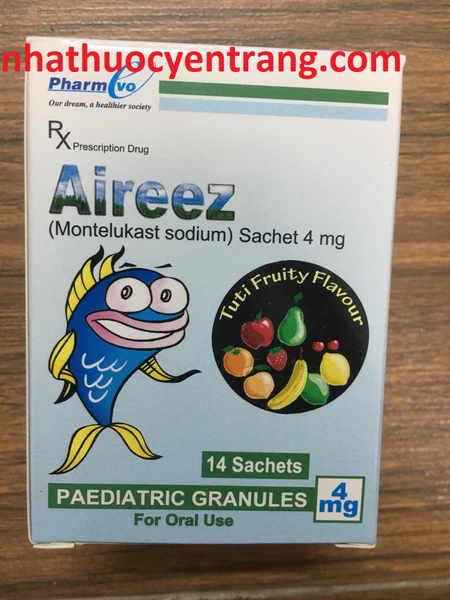 nhathuocyentrang.com
Pharmevo
Our dream, a healthier society
Rx Prescription Drug
Aireez
(Montelukast sodium) Sachet 4 mg
Tuti Fruity Flavour
14 Sachets
PAEDIATRIC GRANULES
4 mg
For Oral Use